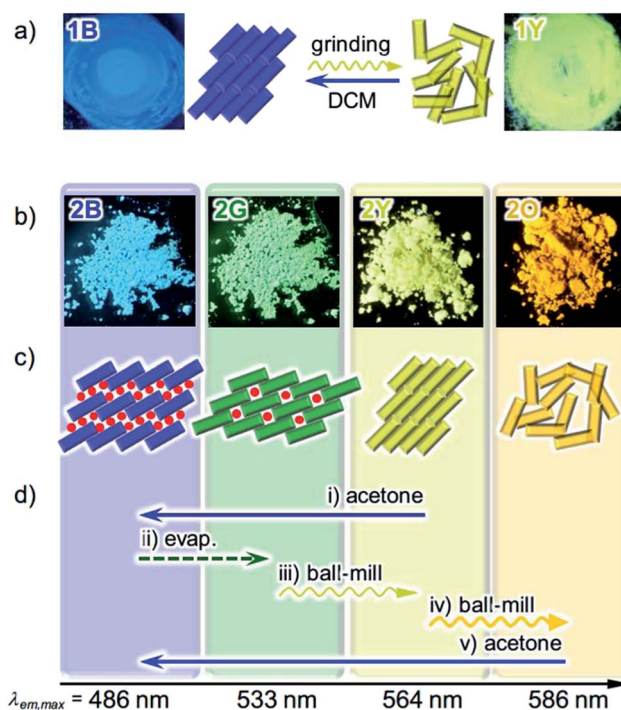 a)
1B
grinding
DCM
1Y
b)
2B
2G
2Y
2O
c)
d)
i) acetone
ii) evap.
iii) ball-mill
iv) ball-mill
v) acetone
λem,max = 486 nm 533 nm 564 nm 586 nm